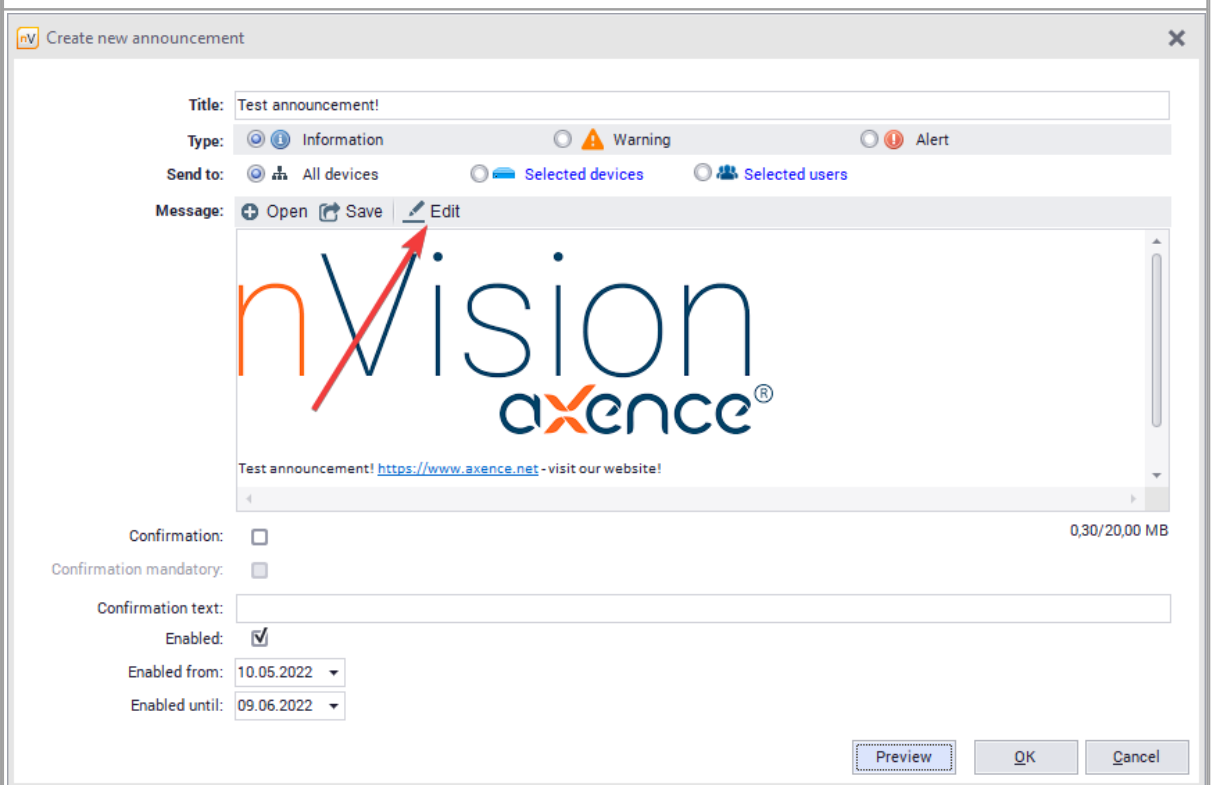 nV Create new announcement
Title: Test announcement!
Type: Information Warning Alert
Send to: All devices Selected devices Selected users
Message: Open Save Edit
nVision
axence®
Test announcement! https://www.axence.net - visit our website!
Confirmation: 0,30/20,00 MB
Confirmation mandatory:
Confirmation text:
Enabled:
Enabled from: 10.05.2022
Enabled until: 09.06.2022
Preview OK Cancel